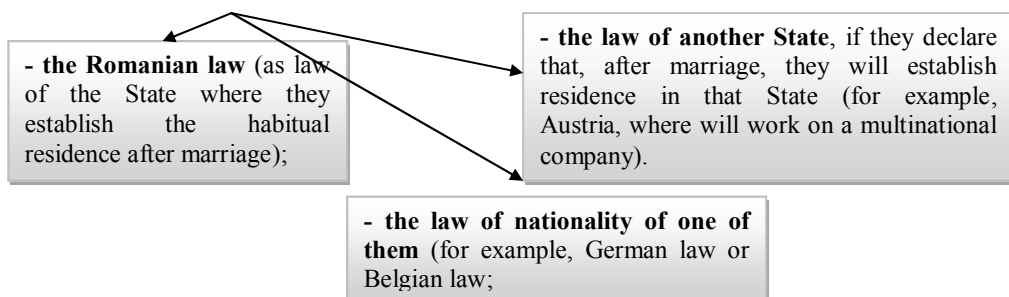 - the Romanian law (as law
of the State where they
establish the habitual
residence after marriage);
- the law of another State, if they declare
that, after marriage, they will establish
residence in that State (for example,
Austria, where will work on a multinational
company).
- the law of nationality of one of
them (for example, German law or
Belgian law;